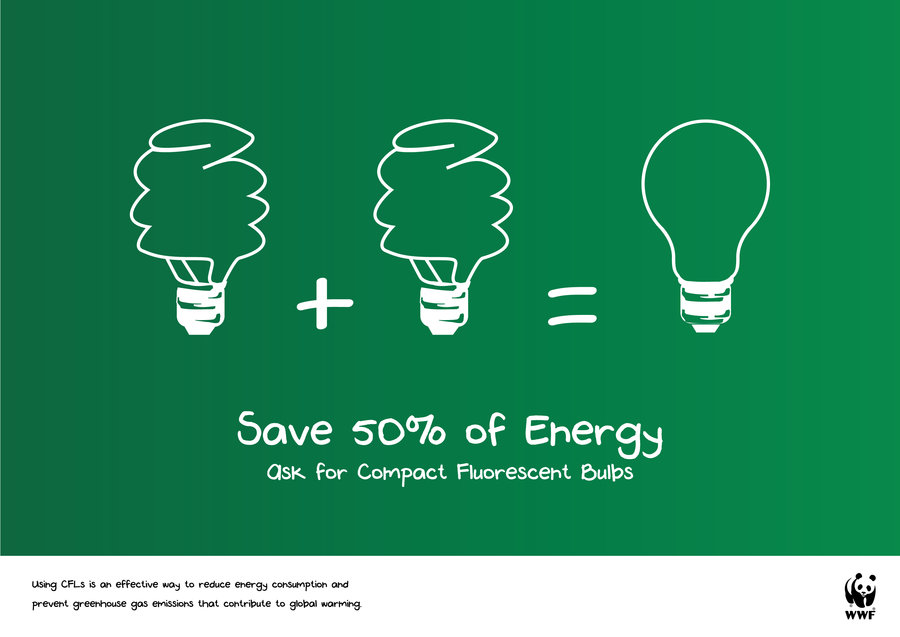 + =
Save 50% of Energy
Ask for Compact Fluorescent Bulbs
Using CFLs is an effective way to reduce energy consumption and
prevent greenhouse gas emissions that contribute to global warming.
WWF